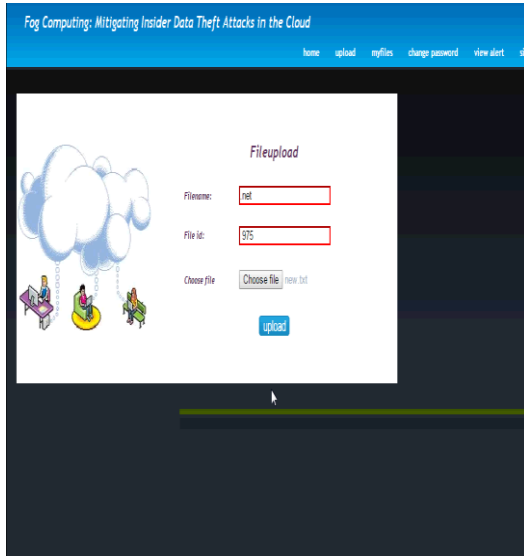 Fog Computing: Mitigating Insider Data Theft Attacks in the Cloud
home upload myfiles change password view alert
Fileupload
Filename: .net
File id: 975
Choose file Choose file new.txt
upload